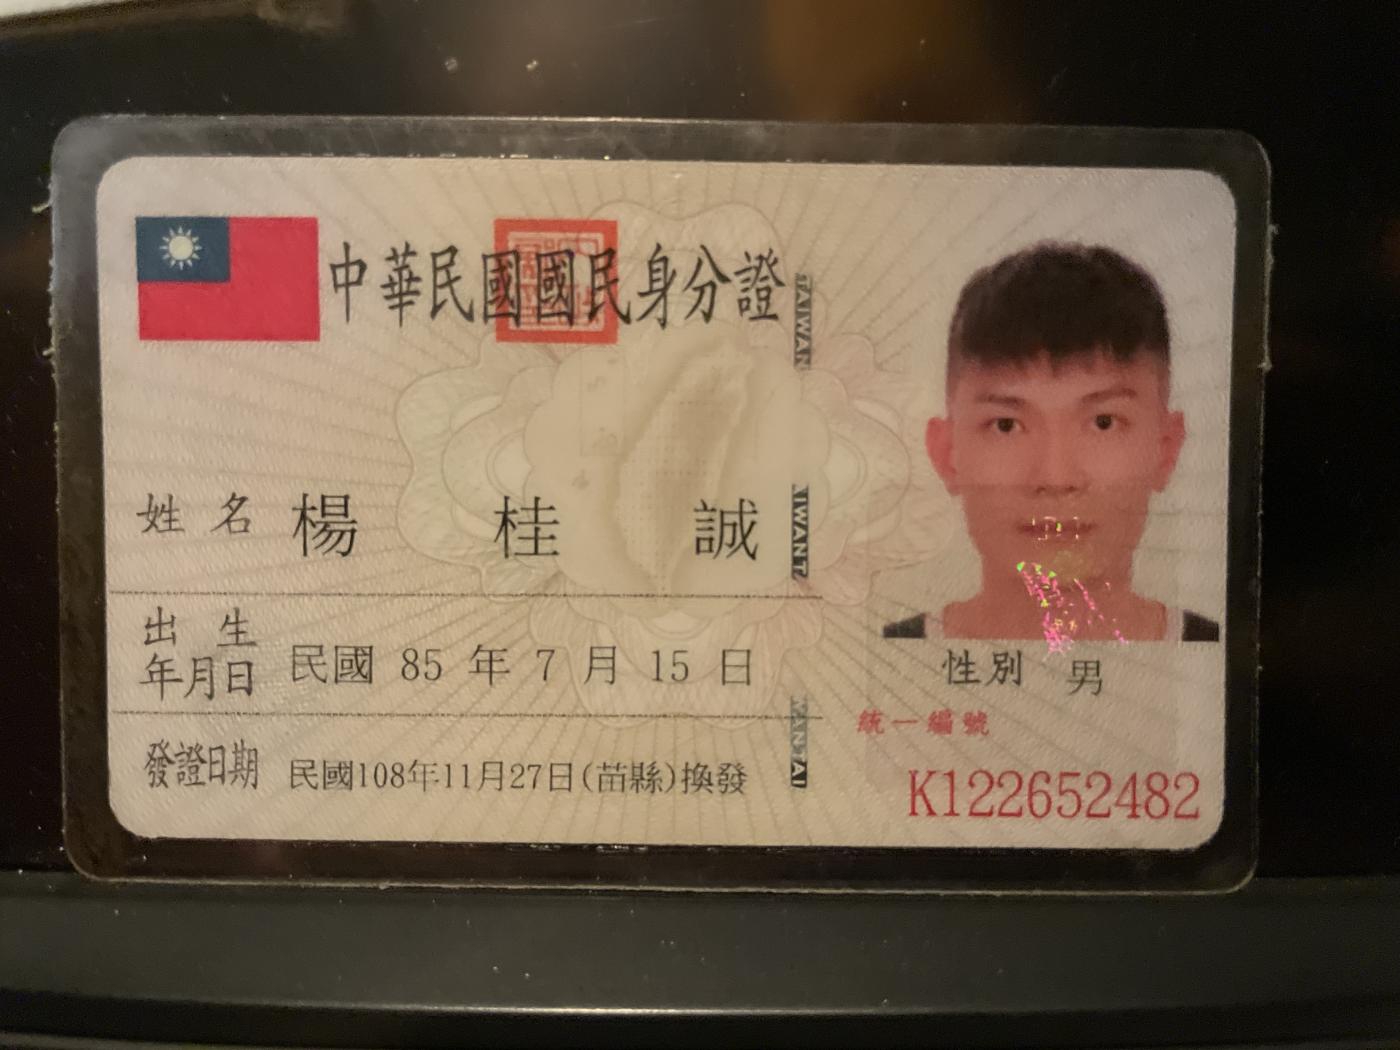 中華民國國民身分證
姓名 楊桂誠
出生年月日 民國 85 年 7 月 15 日
發證日期 民國108年11月27日(苗縣)換發
性別 男
統一編號
K122652482
TAIWAN